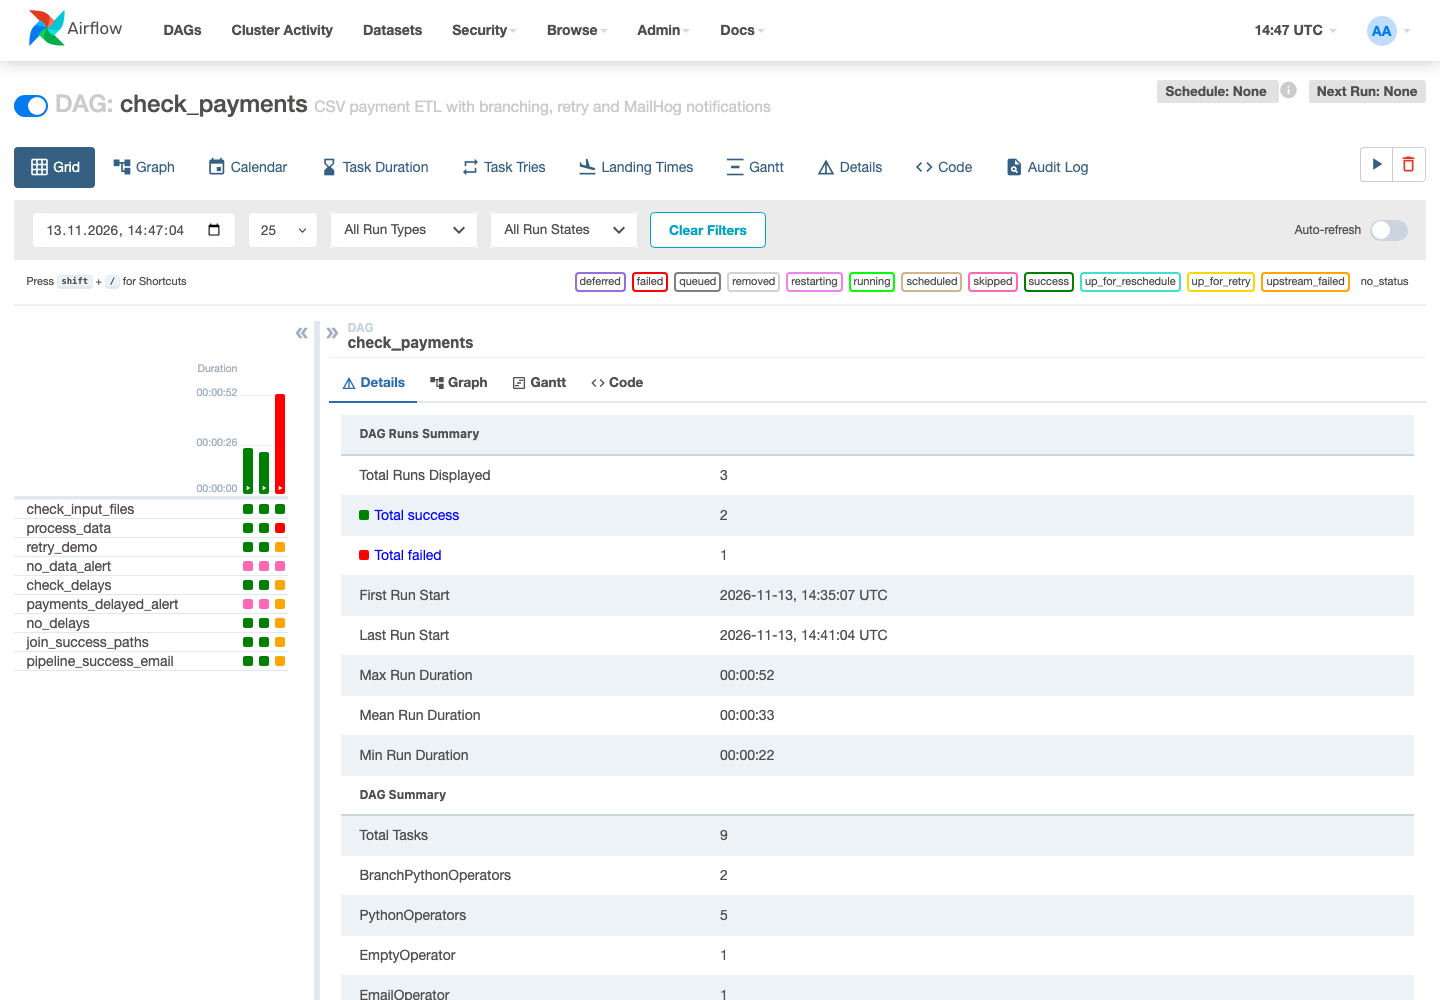 Airflow DAGs Cluster Activity Datasets Security Browse Admin Docs 14:47 UTC AA
DAG: check_payments CSV payment ETL with branching, retry and MailHog notifications Schedule: None i Next Run: None
Grid Graph Calendar Task Duration Task Tries Landing Times Gantt Details Code Audit Log
13.11.2026, 14:47:04 25 All Run Types All Run States Clear Filters Auto-refresh
Press shift + / for Shortcuts deferred failed queued removed restarting running scheduled skipped success up_for_reschedule up_for_retry upstream_failed no_status
Duration
00:00:52
00:00:26
00:00:00
check_input_files
process_data
retry_demo
no_data_alert
check_delays
payments_delayed_alert
no_delays
join_success_paths
pipeline_success_email
DAG
check_payments
Details Graph Gantt Code
DAG Runs Summary
Total Runs Displayed 3
Total success 2
Total failed 1
First Run Start 2026-11-13, 14:35:07 UTC
Last Run Start 2026-11-13, 14:41:04 UTC
Max Run Duration 00:00:52
Mean Run Duration 00:00:33
Min Run Duration 00:00:22
DAG Summary
Total Tasks 9
BranchPythonOperators 2
PythonOperators 5
EmptyOperator 1
EmailOperator 1